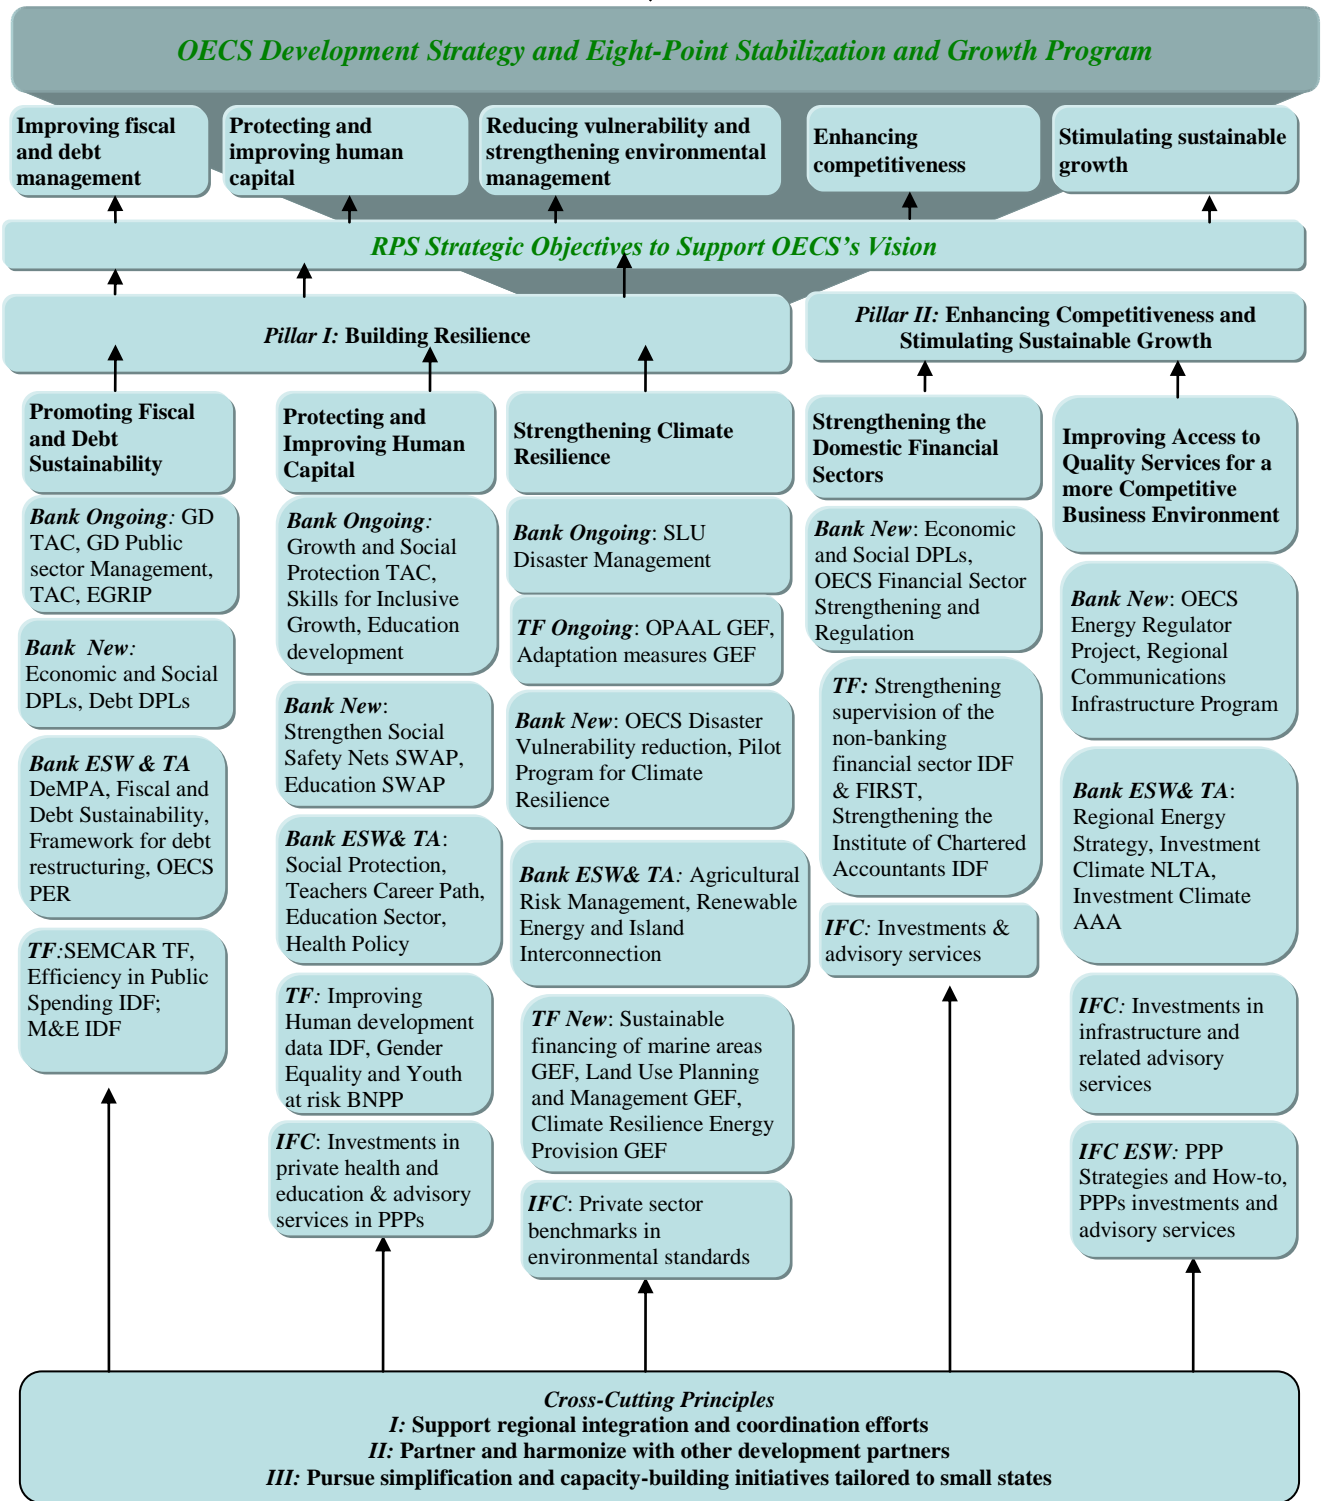 OECS Development Strategy and Eight-Point Stabilization and Growth Program
Improving fiscal
and debt
management
Protecting and
improving human
capital
Reducing vulnerability and
strengthening environmental
management
Enhancing
competitiveness
Stimulating sustainable
growth
RPS Strategic Objectives to Support OECS's Vision
Pillar I: Building Resilience
Pillar II: Enhancing Competitiveness and
Stimulating Sustainable Growth
Promoting Fiscal
and Debt
Sustainability
Bank Ongoing: GD
TAC, GD Public
sector Management,
TAC, EGRIP
Bank New:
Economic and Social
DPLs, Debt DPLs
Bank ESW & TA
DeMPA, Fiscal and
Debt Sustainability,
Framework for debt
restructuring, OECS
PER
TF:SEMCAR TF,
Efficiency in Public
Spending IDF;
M&E IDF
Protecting and
Improving Human
Capital
Bank Ongoing:
Growth and Social
Protection TAC,
Skills for Inclusive
Growth, Education
development
Bank New:
Strengthen Social
Safety Nets SWAP,
Education SWAP
Bank ESW& TA:
Social Protection,
Teachers Career Path,
Education Sector,
Health Policy
TF: Improving
Human development
data IDF, Gender
Equality and Youth
at risk BNPP
IFC: Investments in
private health and
education & advisory
services in PPPs
Strengthening Climate
Resilience
Bank Ongoing: SLU
Disaster Management
TF Ongoing: OPAAL GEF,
Adaptation measures GEF
Bank New: OECS Disaster
Vulnerability reduction, Pilot
Program for Climate
Resilience
Bank ESW& TA: Agricultural
Risk Management, Renewable
Energy and Island
Interconnection
TF New: Sustainable
financing of marine areas
GEF, Land Use Planning
and Management GEF,
Climate Resilience Energy
Provision GEF
IFC: Private sector
benchmarks in
environmental standards
Strengthening the
Domestic Financial
Sectors
Bank New: Economic
and Social DPLs,
OECS Financial Sector
Strengthening and
Regulation
TF: Strengthening
supervision of the
non-banking
financial sector IDF
& FIRST,
Strengthening the
Institute of Chartered
Accountants IDF
IFC: Investments &
advisory services
Improving Access to
Quality Services for a
more Competitive
Business Environment
Bank New: OECS
Energy Regulator
Project, Regional
Communications
Infrastructure Program
Bank ESW& TA:
Regional Energy
Strategy, Investment
Climate NLTA,
Investment Climate
AAA
IFC: Investments in
infrastructure and
related advisory
services
IFC ESW: PPP
Strategies and How-to,
PPPs investments and
advisory services
Cross-Cutting Principles
I: Support regional integration and coordination efforts
II: Partner and harmonize with other development partners
III: Pursue simplification and capacity-building initiatives tailored to small states